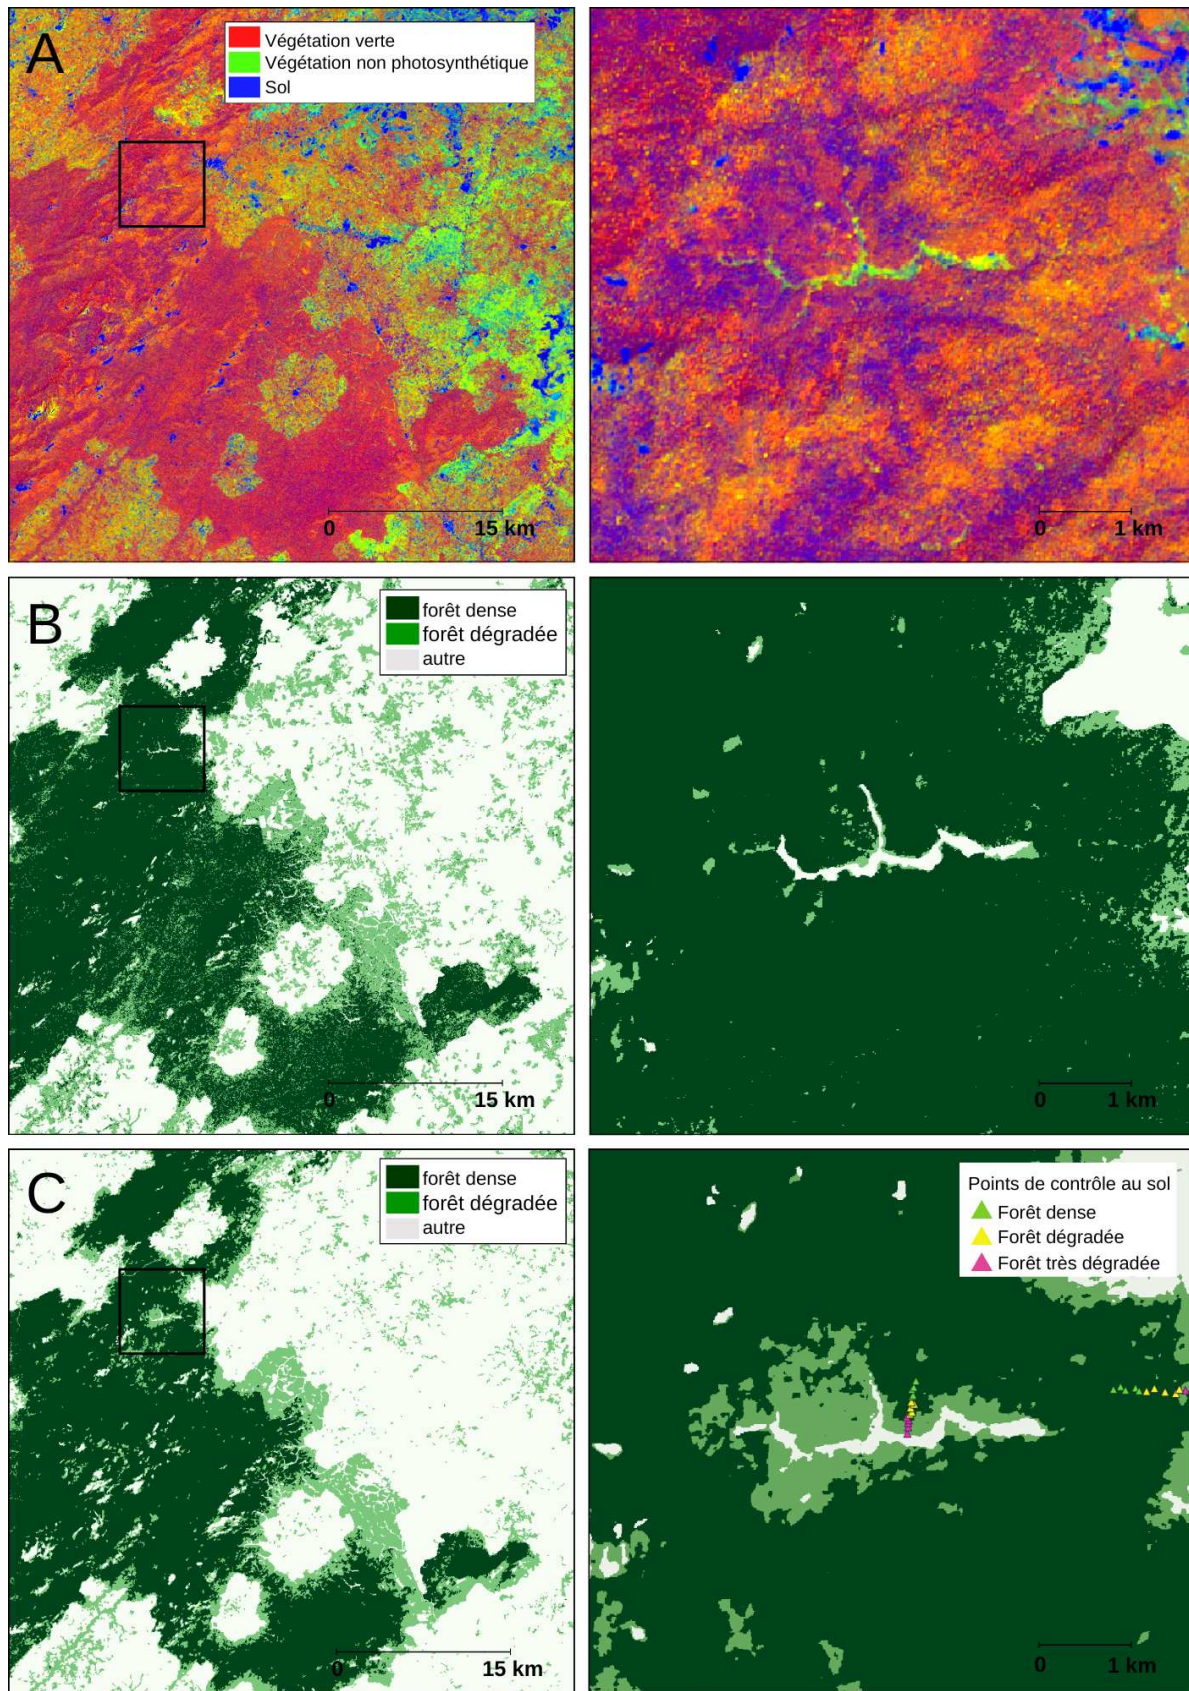 A
Végétation verte
Végétation non photosynthétique
Sol
0 15 km
0 1 km
B
forêt dense
forêt dégradée
autre
0 15 km
0 1 km
C
forêt dense
forêt dégradée
autre
Points de contrôle au sol
Forêt dense
Forêt dégradée
Forêt très dégradée
0 15 km
0 1 km